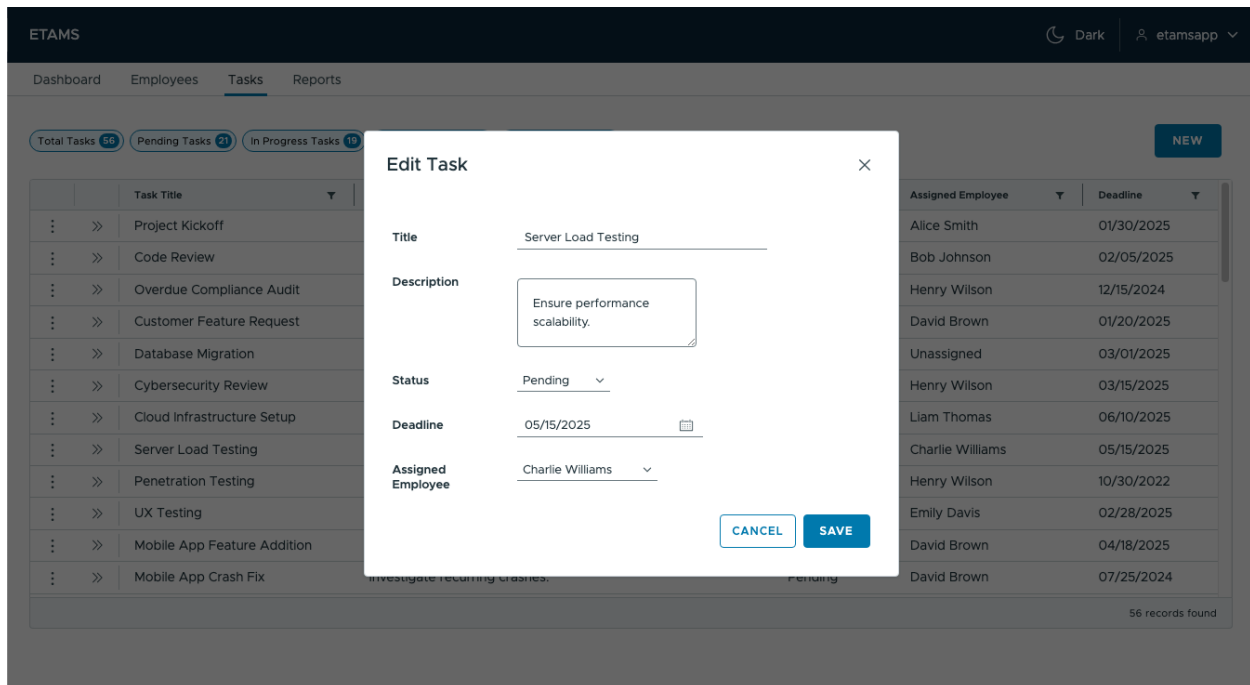 ETAMS
Dark
etamsapp
Dashboard Employees Tasks Reports
Total Tasks 56 Pending Tasks 21 In Progress Tasks 19
NEW
Edit Task
Title Server Load Testing
Description Ensure performance
scalability.
Status Pending
Deadline 05/15/2025
Assigned
Employee
Charlie Williams
CANCEL SAVE
Task Title Assigned Employee Deadline
Project Kickoff Alice Smith 01/30/2025
Code Review Bob Johnson 02/05/2025
Overdue Compliance Audit Henry Wilson 12/15/2024
Customer Feature Request David Brown 01/20/2025
Database Migration Unassigned 03/01/2025
Cybersecurity Review Henry Wilson 03/15/2025
Cloud Infrastructure Setup Liam Thomas 06/10/2025
Server Load Testing Charlie Williams 05/15/2025
Penetration Testing Henry Wilson 10/30/2022
UX Testing Emily Davis 02/28/2025
Mobile App Feature Addition David Brown 04/18/2025
Mobile App Crash Fix Investigate recurring crashes. Pending David Brown 07/25/2024
56 records found